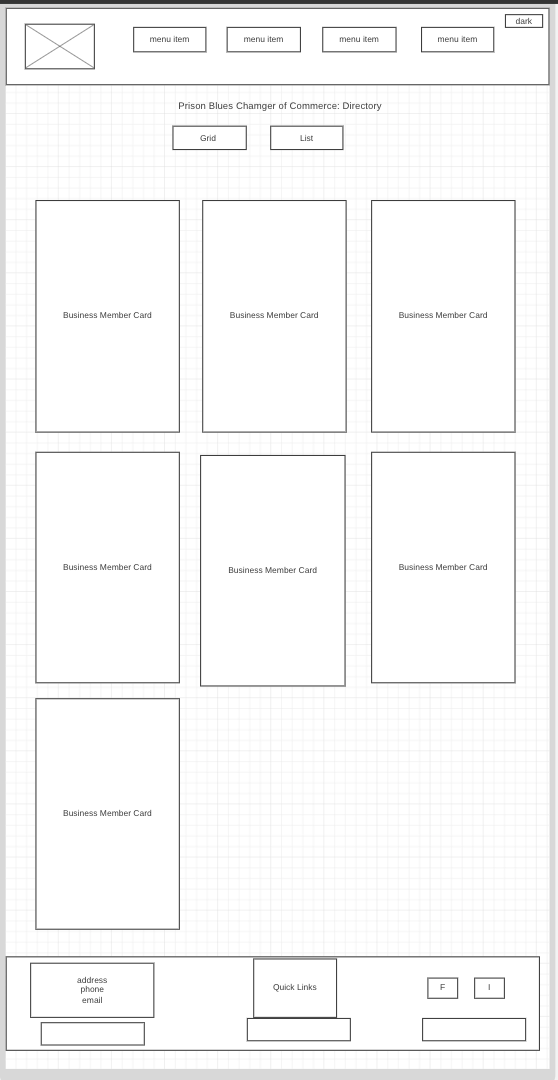 dark
menu item
menu item
menu item
menu item
Prison Blues Chamger of Commerce: Directory
Grid
List
Business Member Card
Business Member Card
Business Member Card
Business Member Card
Business Member Card
Business Member Card
Business Member Card
address
phone
email
Quick Links
F
I